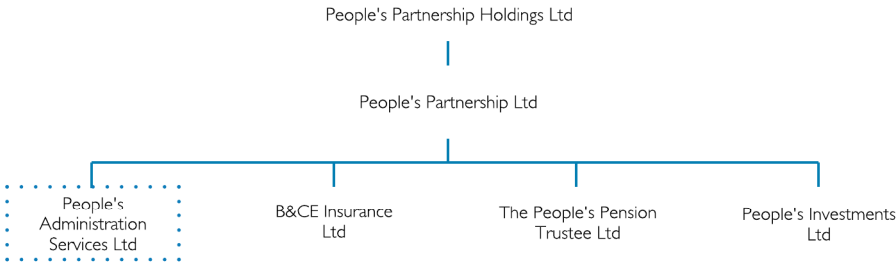 People's Partnership Holdings Ltd
People's Partnership Ltd
People's
Administration
Services Ltd
B&CE Insurance
Ltd
The People's Pension
Trustee Ltd
People's Investments
Ltd